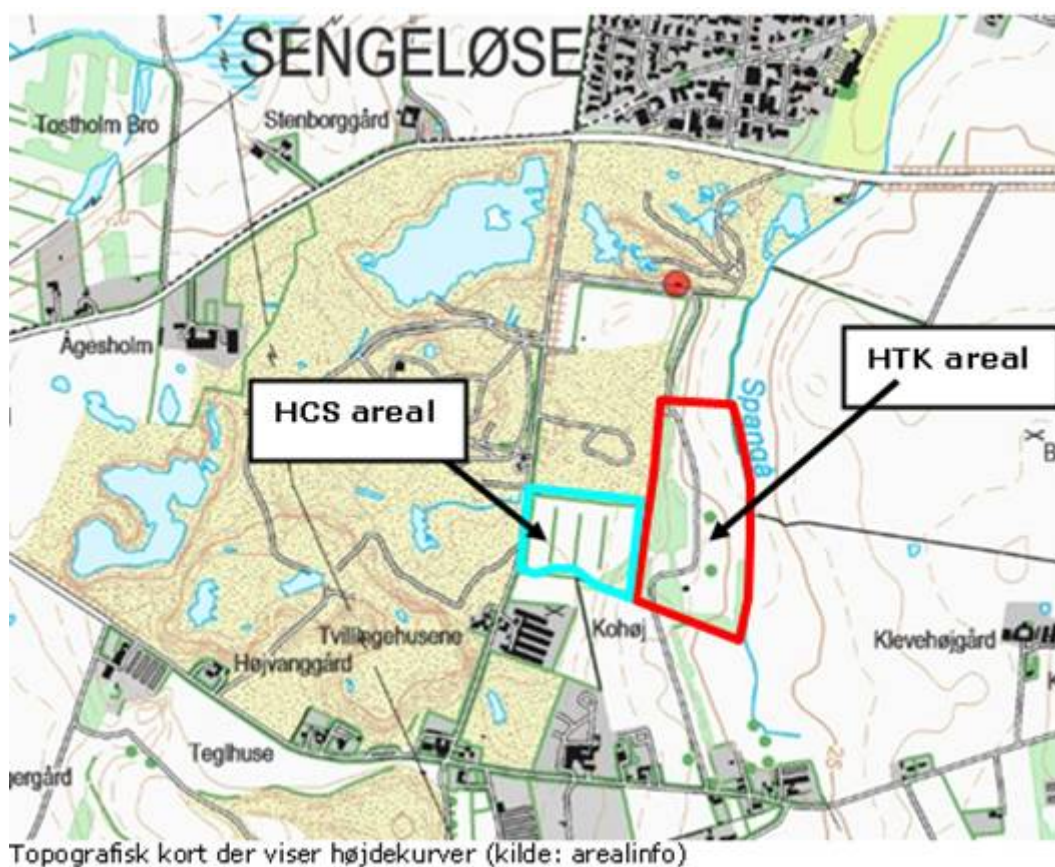 SENGELØSE
Tostholm Bro
Stenborggård
Ågesholm
HTK areal
HCS areal
Spangå
B
Tvillingehusene
Kohøj
Klevehøjgård
K
Højvanggård
Teglhuse
25
ergård
Topografisk kort der viser højdekurver (kilde: arealinfo)